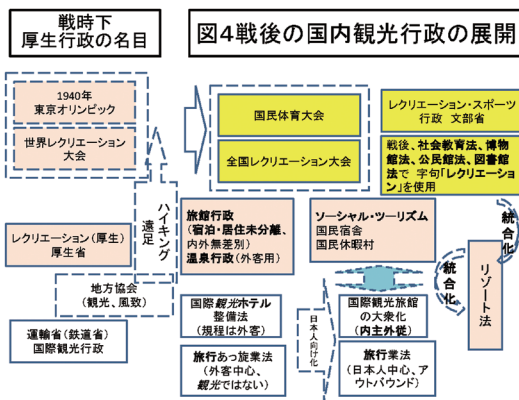 戦時下
厚生行政の名目
図4戦後の国内観光行政の展開
1940年
東京オリンピック
世界レクリエーション
大会
国民体育大会
全国レクリエーション大会
レクリエーション・スポーツ
行政 文部省
戦後、社会教育法、博物
館法、公民館法、図書館
法で 字句「レクリエーショ
ン」を使用
ハイキング
遠足
レクリエーション(厚生)
厚生省
地方協会
(観光、風致)
運輸省(鉄道省)
国際観光行政
旅館行政
(宿泊・居住未分離、
内外無差別)
温泉行政(外客用)
ソーシャル・ツーリズム
国民宿舎
国民休暇村
統合化
統合化
リゾート法
国際観光ホテル
整備法
(規程は外客)
旅行あっ旋業法
(外客中心、
観光ではない)
日本人向け化
国際観光旅館
の大衆化
(内主外従)
旅行業法
(日本人中心、ア
ウトバウンド)